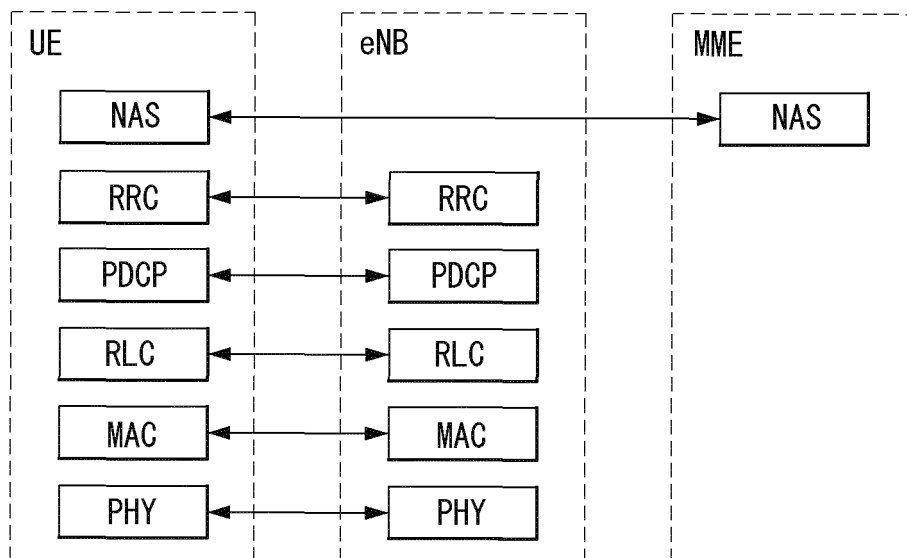 UE eNB MME
NAS NAS
RRC RRC
PDCP PDCP
RLC RLC
MAC MAC
PHY PHY